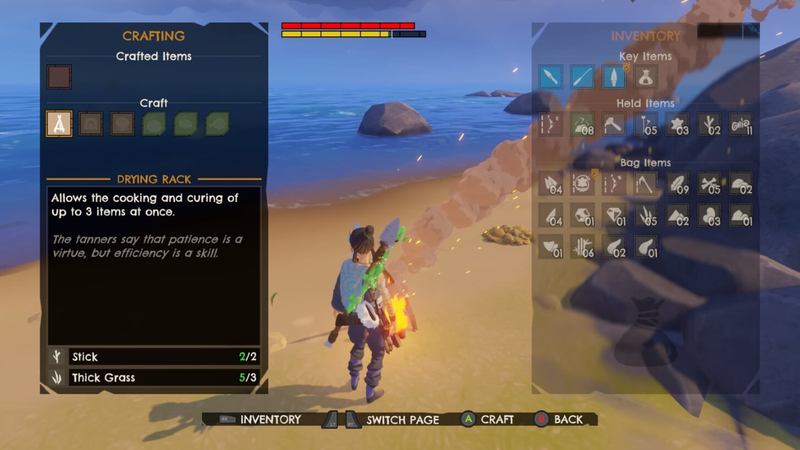 CRAFTING
Crafted Items
Craft
DRYING RACK
Allows the cooking and curing of
up to 3 items at once.
The tanners say that patience is a
virtue, but efficiency is a skill.
Stick 2/2
Thick Grass 5/3
INVENTORY
Key Items
Held Items
08 05 03 02 11
Bag Items
04 09 05 02
04 01 01 05 02 03 01
01 06 02 01
INVENTORY SWITCH PAGE A CRAFT B BACK